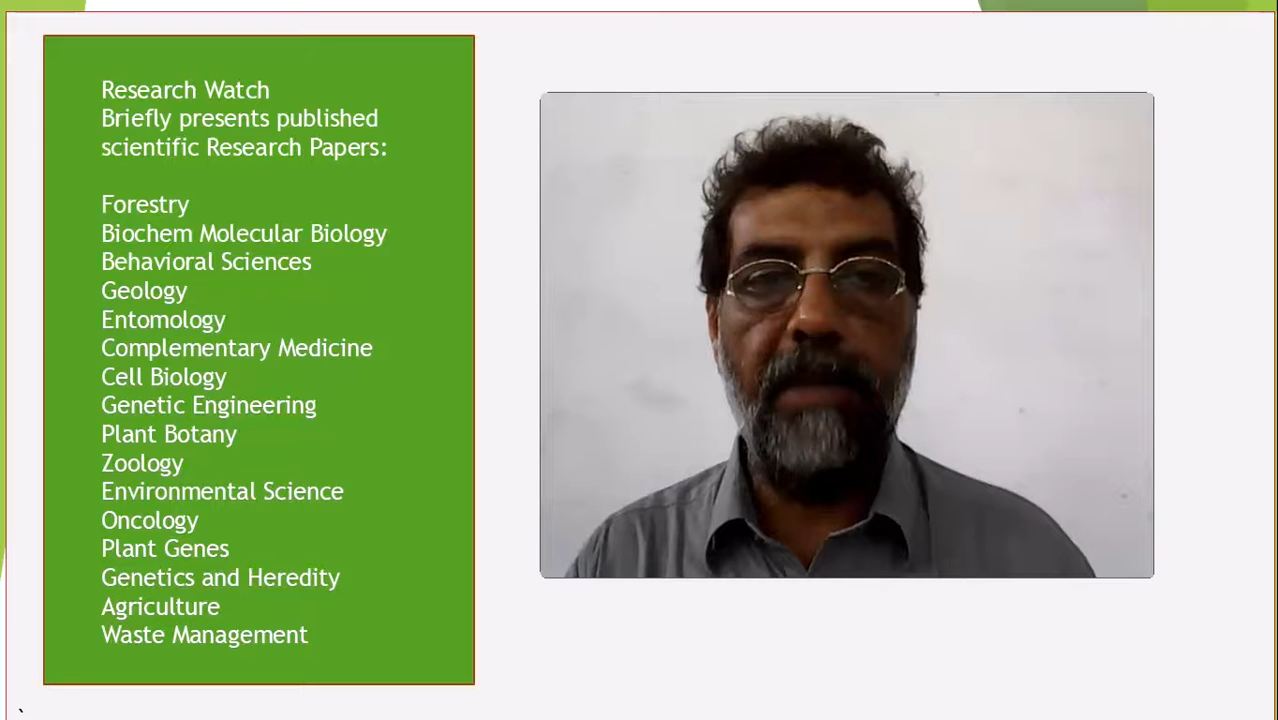 Research Watch
Briefly presents published
scientific Research Papers:
Forestry
Biochem Molecular Biology
Behavioral Sciences
Geology
Entomology
Complementary Medicine
Cell Biology
Genetic Engineering
Plant Botany
Zoology
Environmental Science
Oncology
Plant Genes
Genetics and Heredity
Agriculture
Waste Management
`